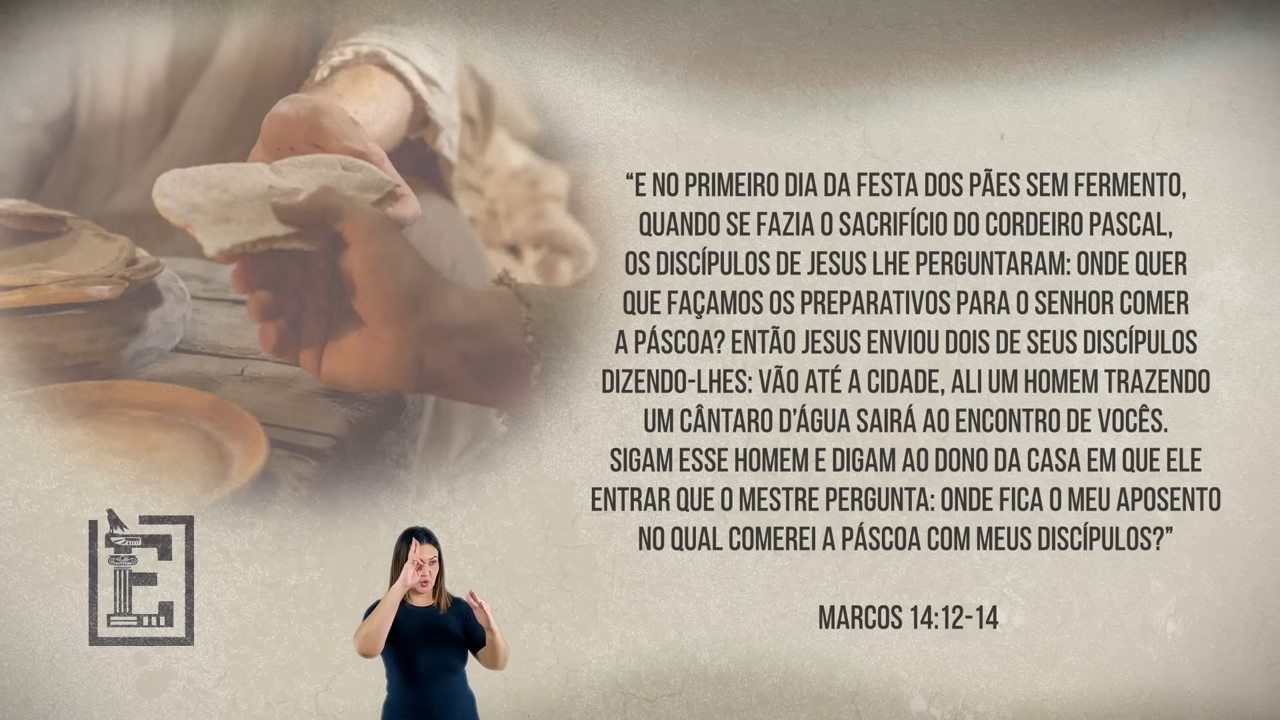 “E NO PRIMEIRO DIA DA FESTA DOS PÃES SEM FERMENTO,
QUANDO SE FAZIA O SACRIFÍCIO DO CORDEIRO PASCAL,
OS DISCÍPULOS DE JESUS LHE PERGUNTARAM: ONDE QUER
QUE FAÇAMOS OS PREPARATIVOS PARA O SENHOR COMER
A PÁSCOA? ENTÃO JESUS ENVIOU DOIS DE SEUS DISCÍPULOS
DIZENDO-LHES: VÃO ATÉ A CIDADE, ALI UM HOMEM TRAZENDO
UM CÂNTARO D’ÁGUA SAIRÁ AO ENCONTRO DE VOCÊS.
SIGAM ESSE HOMEM E DIGAM AO DONO DA CASA EM QUE ELE
ENTRAR QUE O MESTRE PERGUNTA: ONDE FICA O MEU APOSENTO
NO QUAL COMEREI A PÁSCOA COM MEUS DISCÍPULOS?”
MARCOS 14:12-14
E